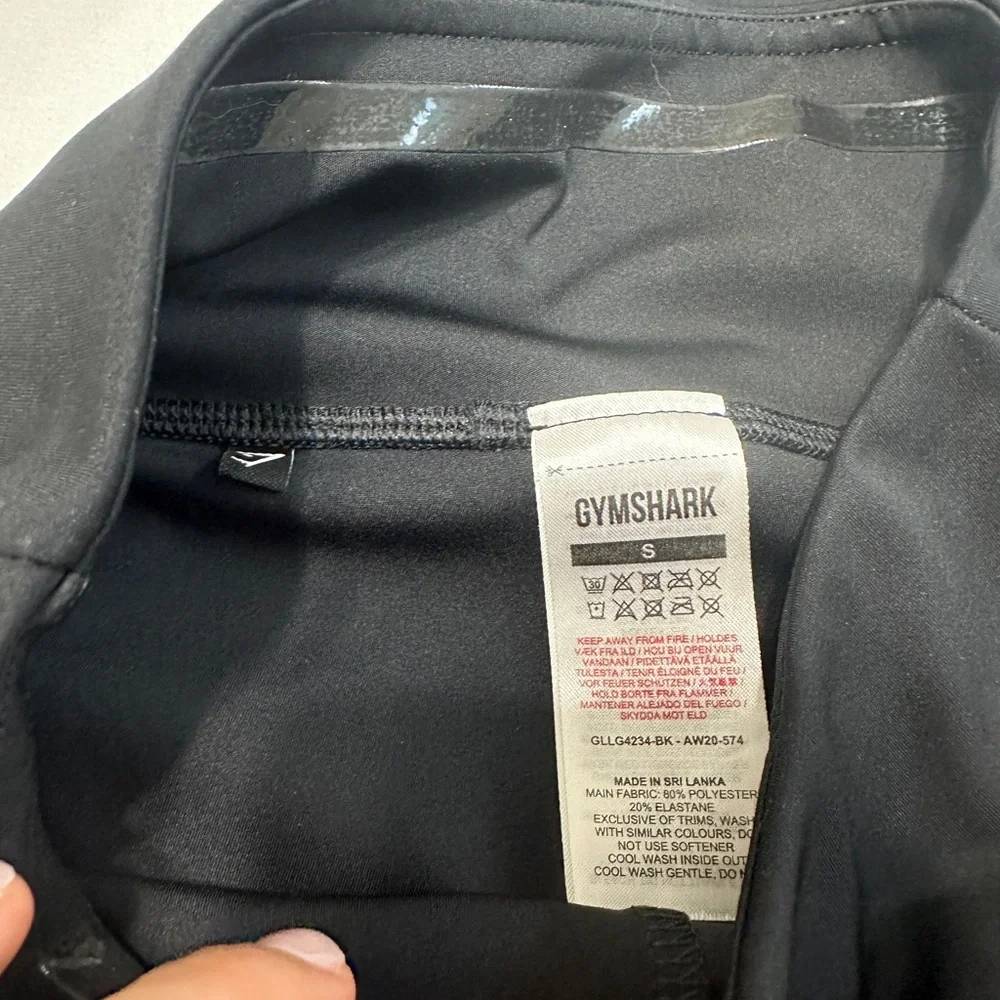 GYMSHARK
S
30
KEEP AWAY FROM FIRE / HOLDES
VÆK FRA ILD / HOU BIJ OPEN VUUR
VANDAAN / PIDETTÄVÄ ETÄÄLLÄ
TULESTA / TENIR ÉLOIGNÉ DU FEU /
VOR FEUER SCHÜTZEN /
HOLD BORTE FRA FLAMMER /
MANTENER ALEJADO DEL FUEGO /
SKYDDA MOT ELD
GLLG4234-BK - AW20-574
MADE IN SRI LANKA
MAIN FABRIC: 80% POLYESTER
20% ELASTANE
EXCLUSIVE OF TRIMS, WASH
WITH SIMILAR COLOURS, DO
NOT USE SOFTENER
COOL WASH INSIDE OUT
COOL WASH GENTLE, DO